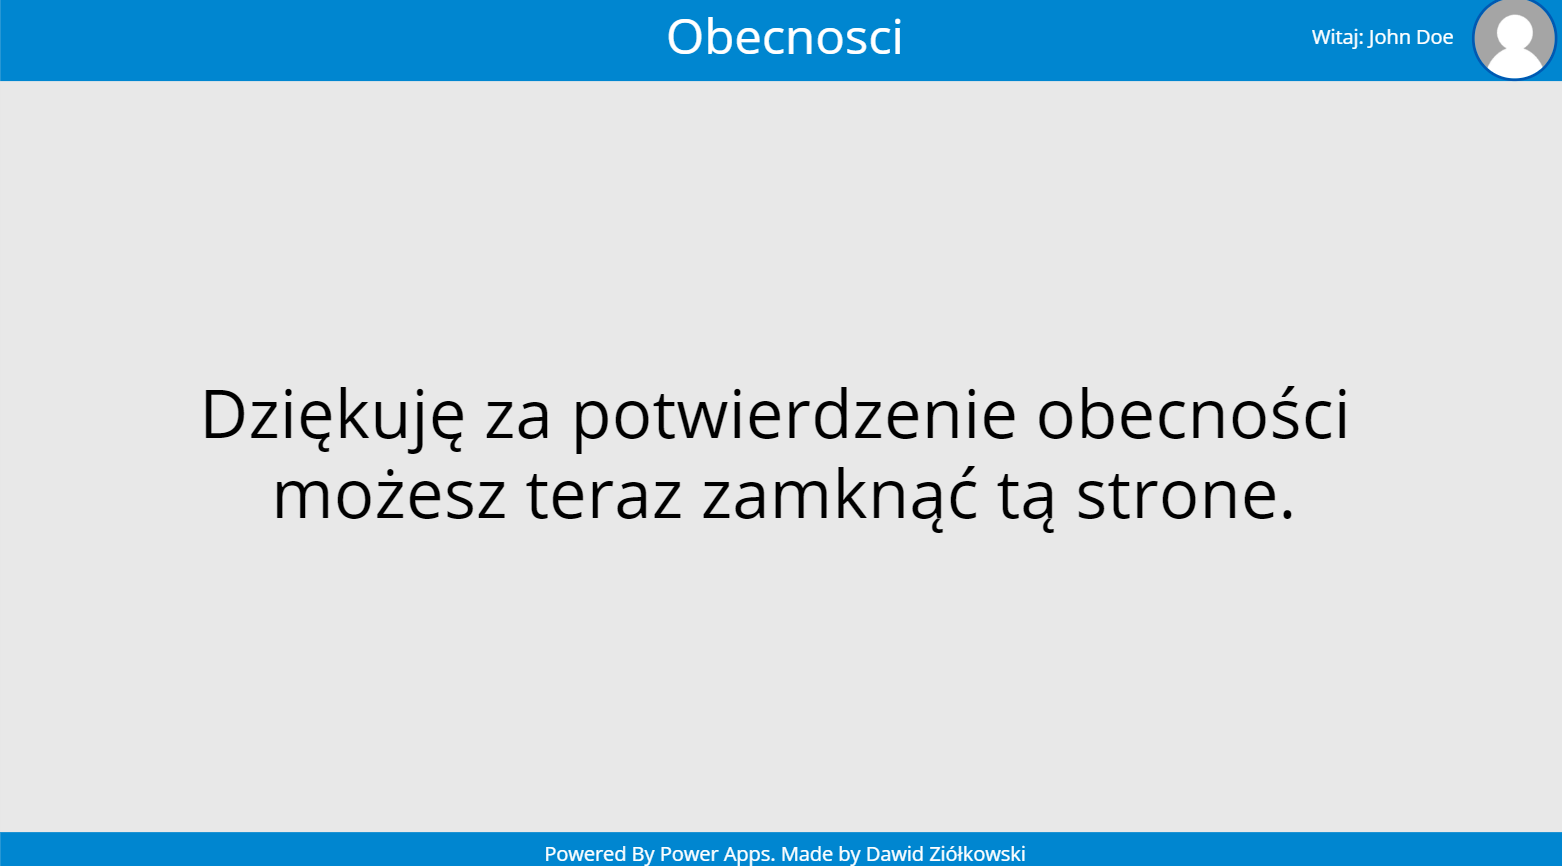 Obecnosci
Witaj: John Doe
Dziękuję za potwierdzenie obecności
możesz teraz zamknąć tą strone.
Powered By Power Apps. Made by Dawid Ziółkowski